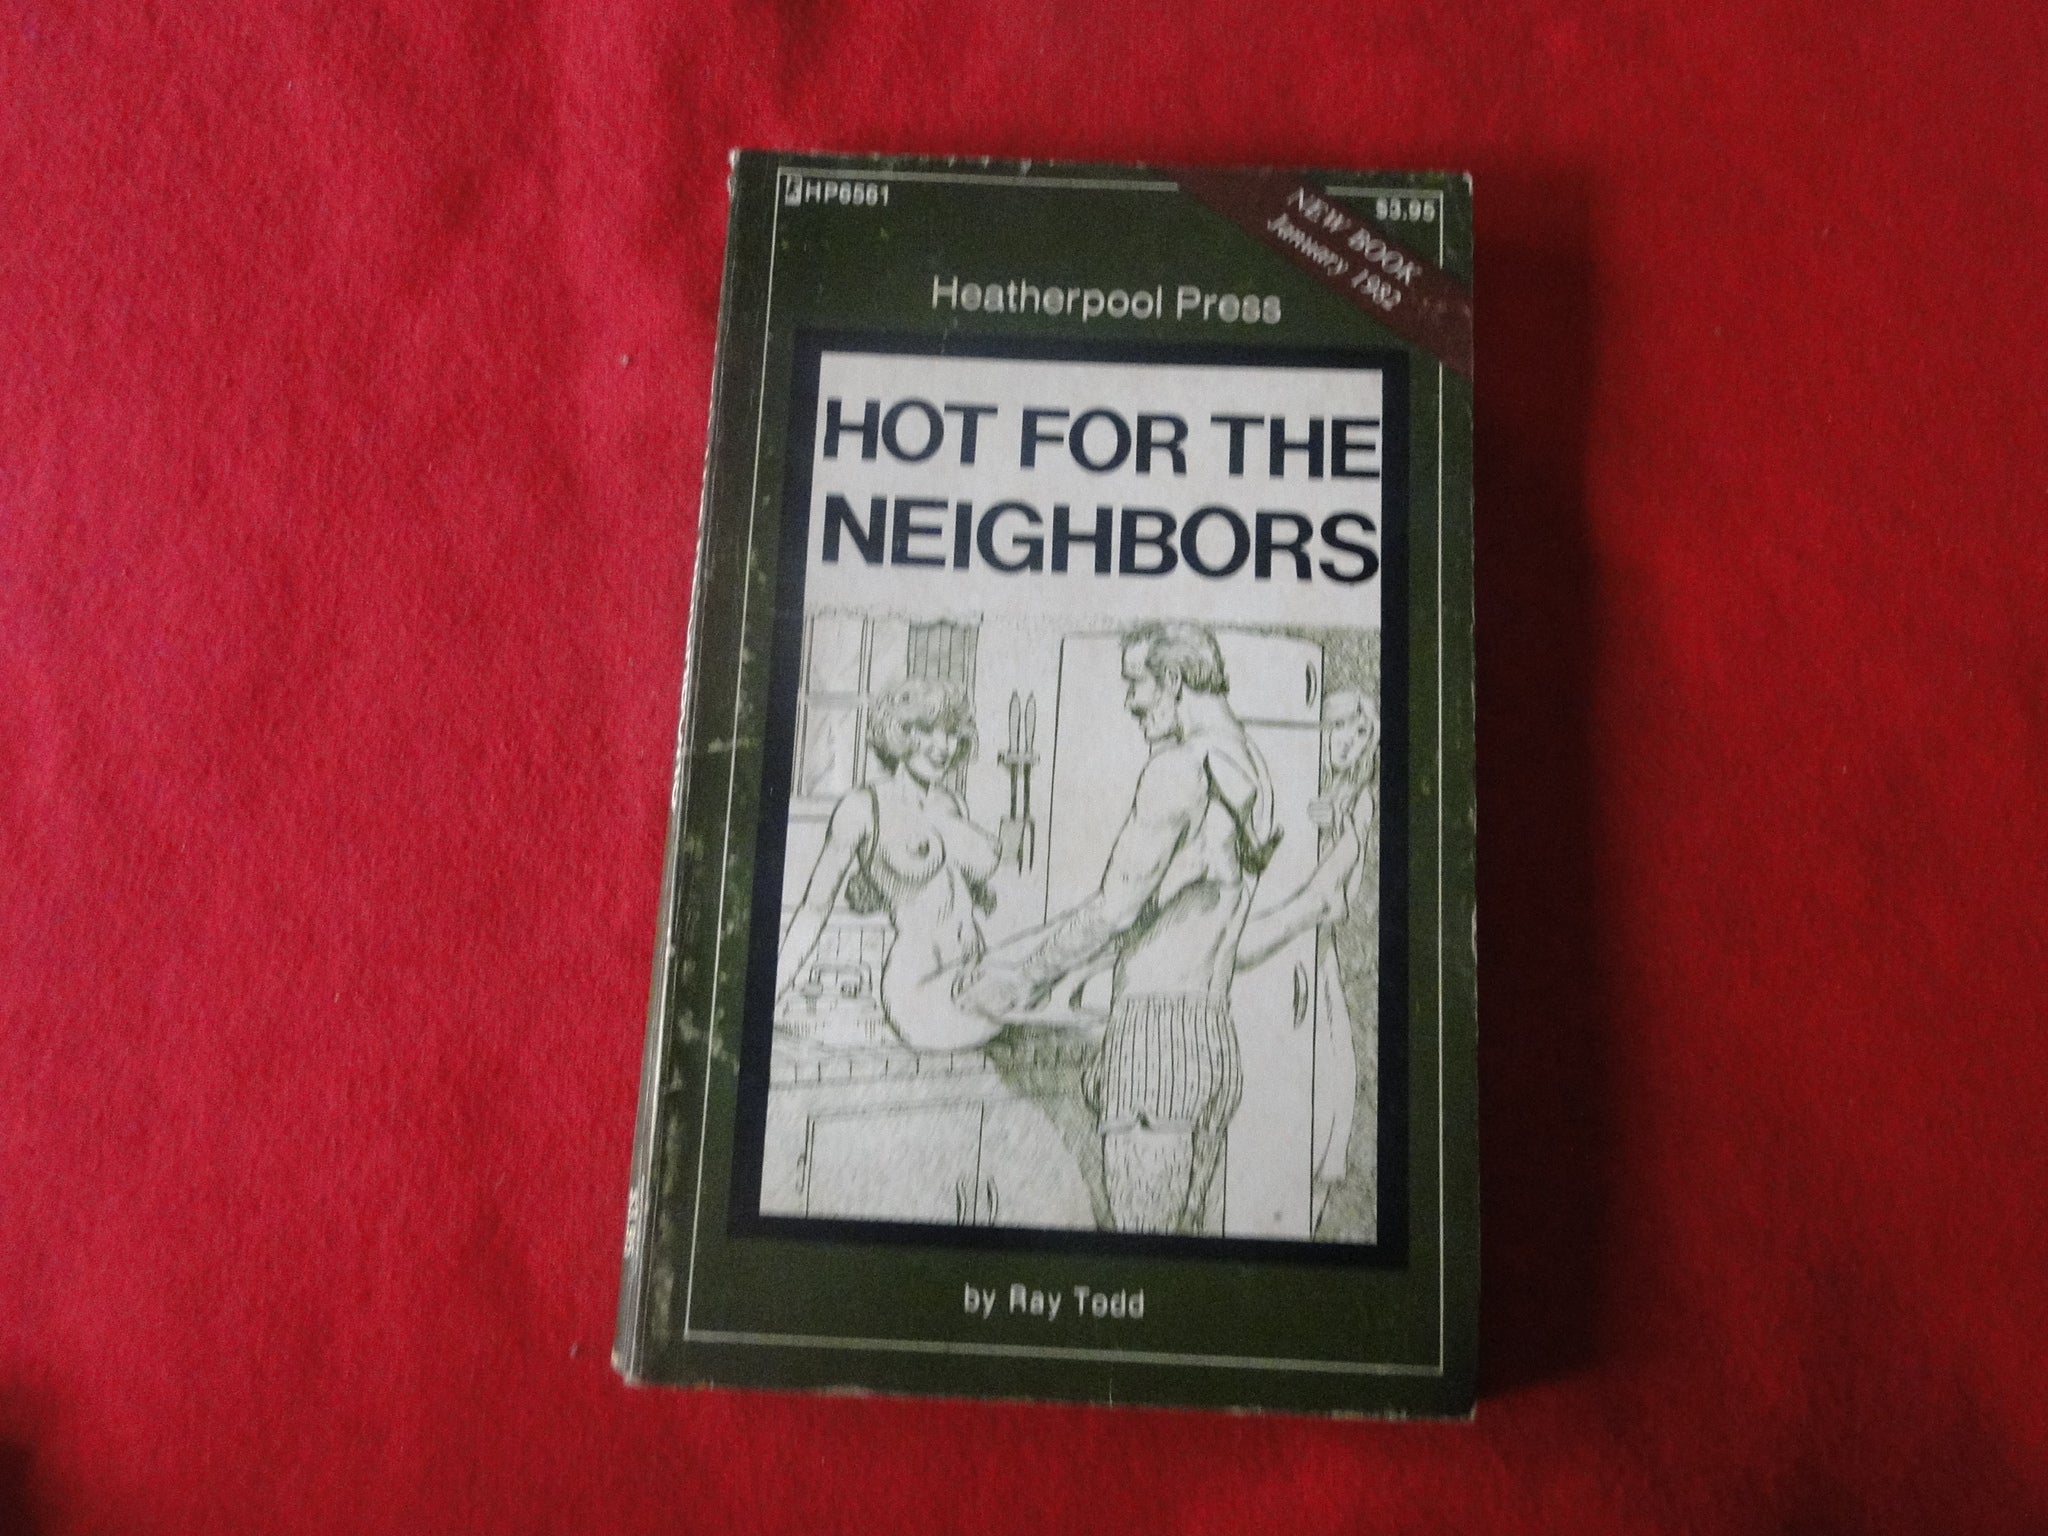 HP6561
$3.95
NEW BOOK
January 1982
Heatherpool Press
HOT FOR THE
NEIGHBORS
by Ray Todd